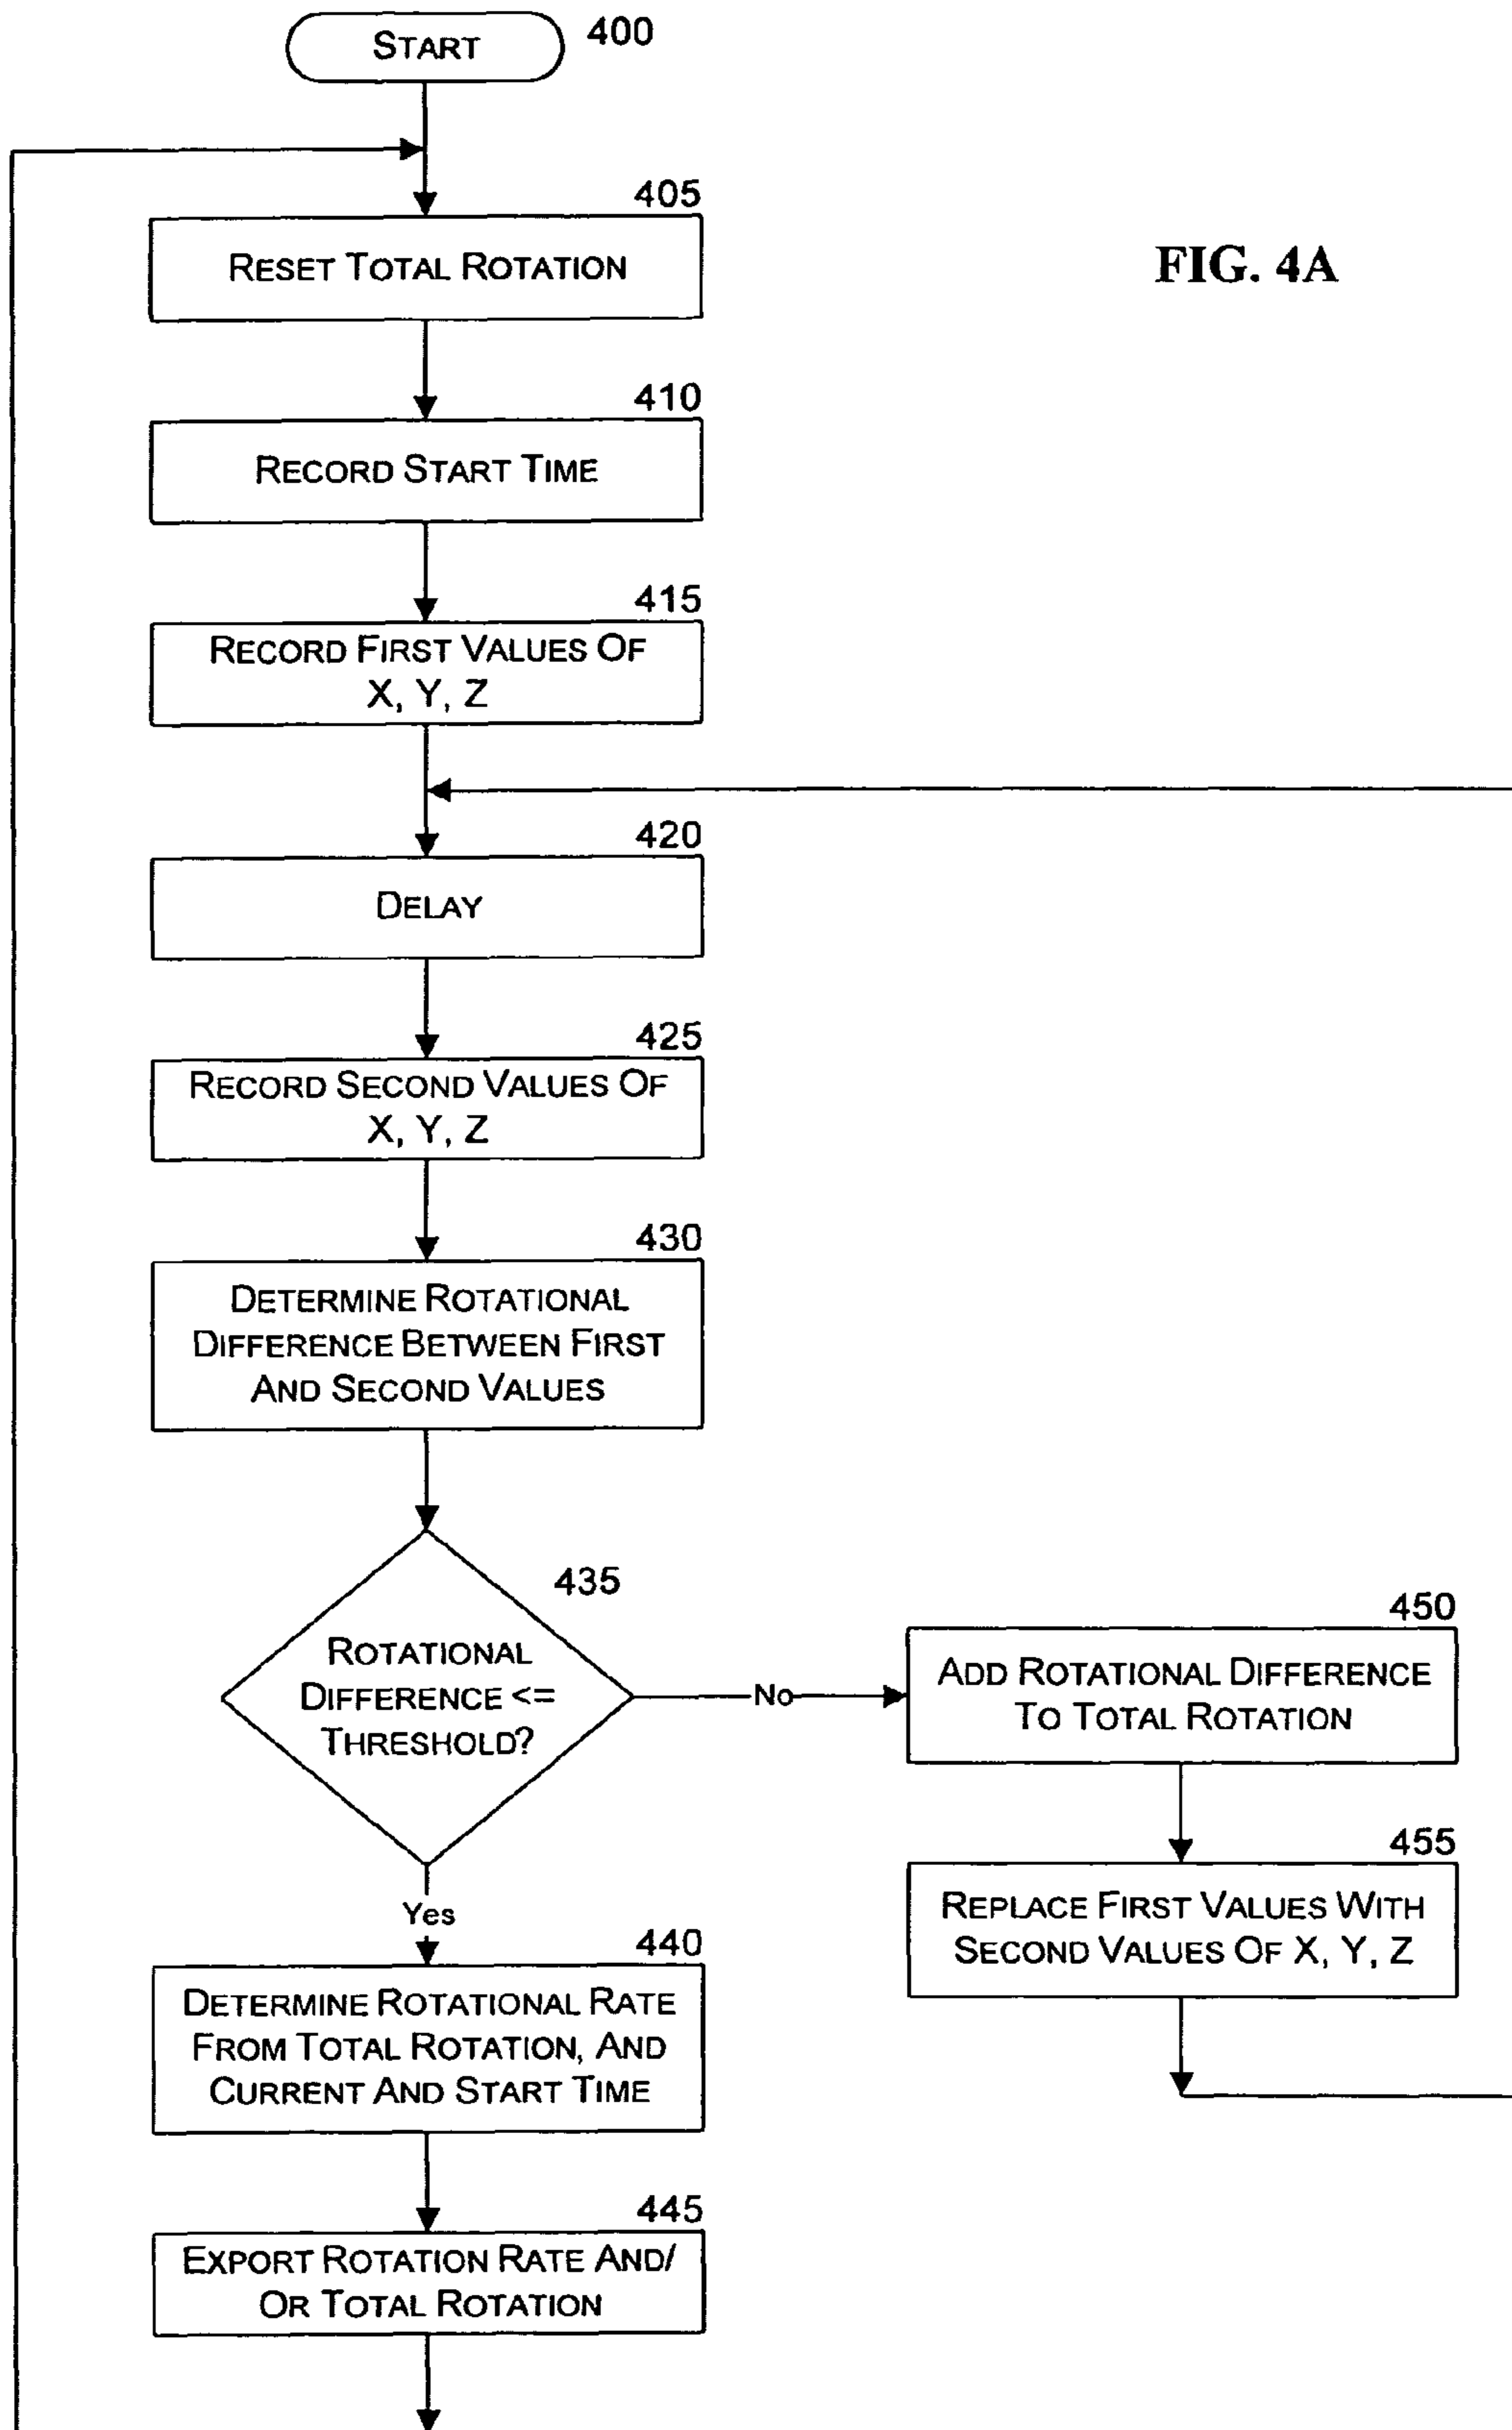 START
400
405
RESET TOTAL ROTATION
FIG. 4A
410
RECORD START TIME
415
RECORD FIRST VALUES OF
X, Y, Z
420
DELAY
425
RECORD SECOND VALUES OF
X, Y, Z
430
DETERMINE ROTATIONAL
DIFFERENCE BETWEEN FIRST
AND SECOND VALUES
435
ROTATIONAL
DIFFERENCE <=
THRESHOLD?
No
450
ADD ROTATIONAL DIFFERENCE
TO TOTAL ROTATION
455
REPLACE FIRST VALUES WITH
SECOND VALUES OF X, Y, Z
Yes
440
DETERMINE ROTATIONAL RATE
FROM TOTAL ROTATION, AND
CURRENT AND START TIME
445
EXPORT ROTATION RATE AND/
OR TOTAL ROTATION